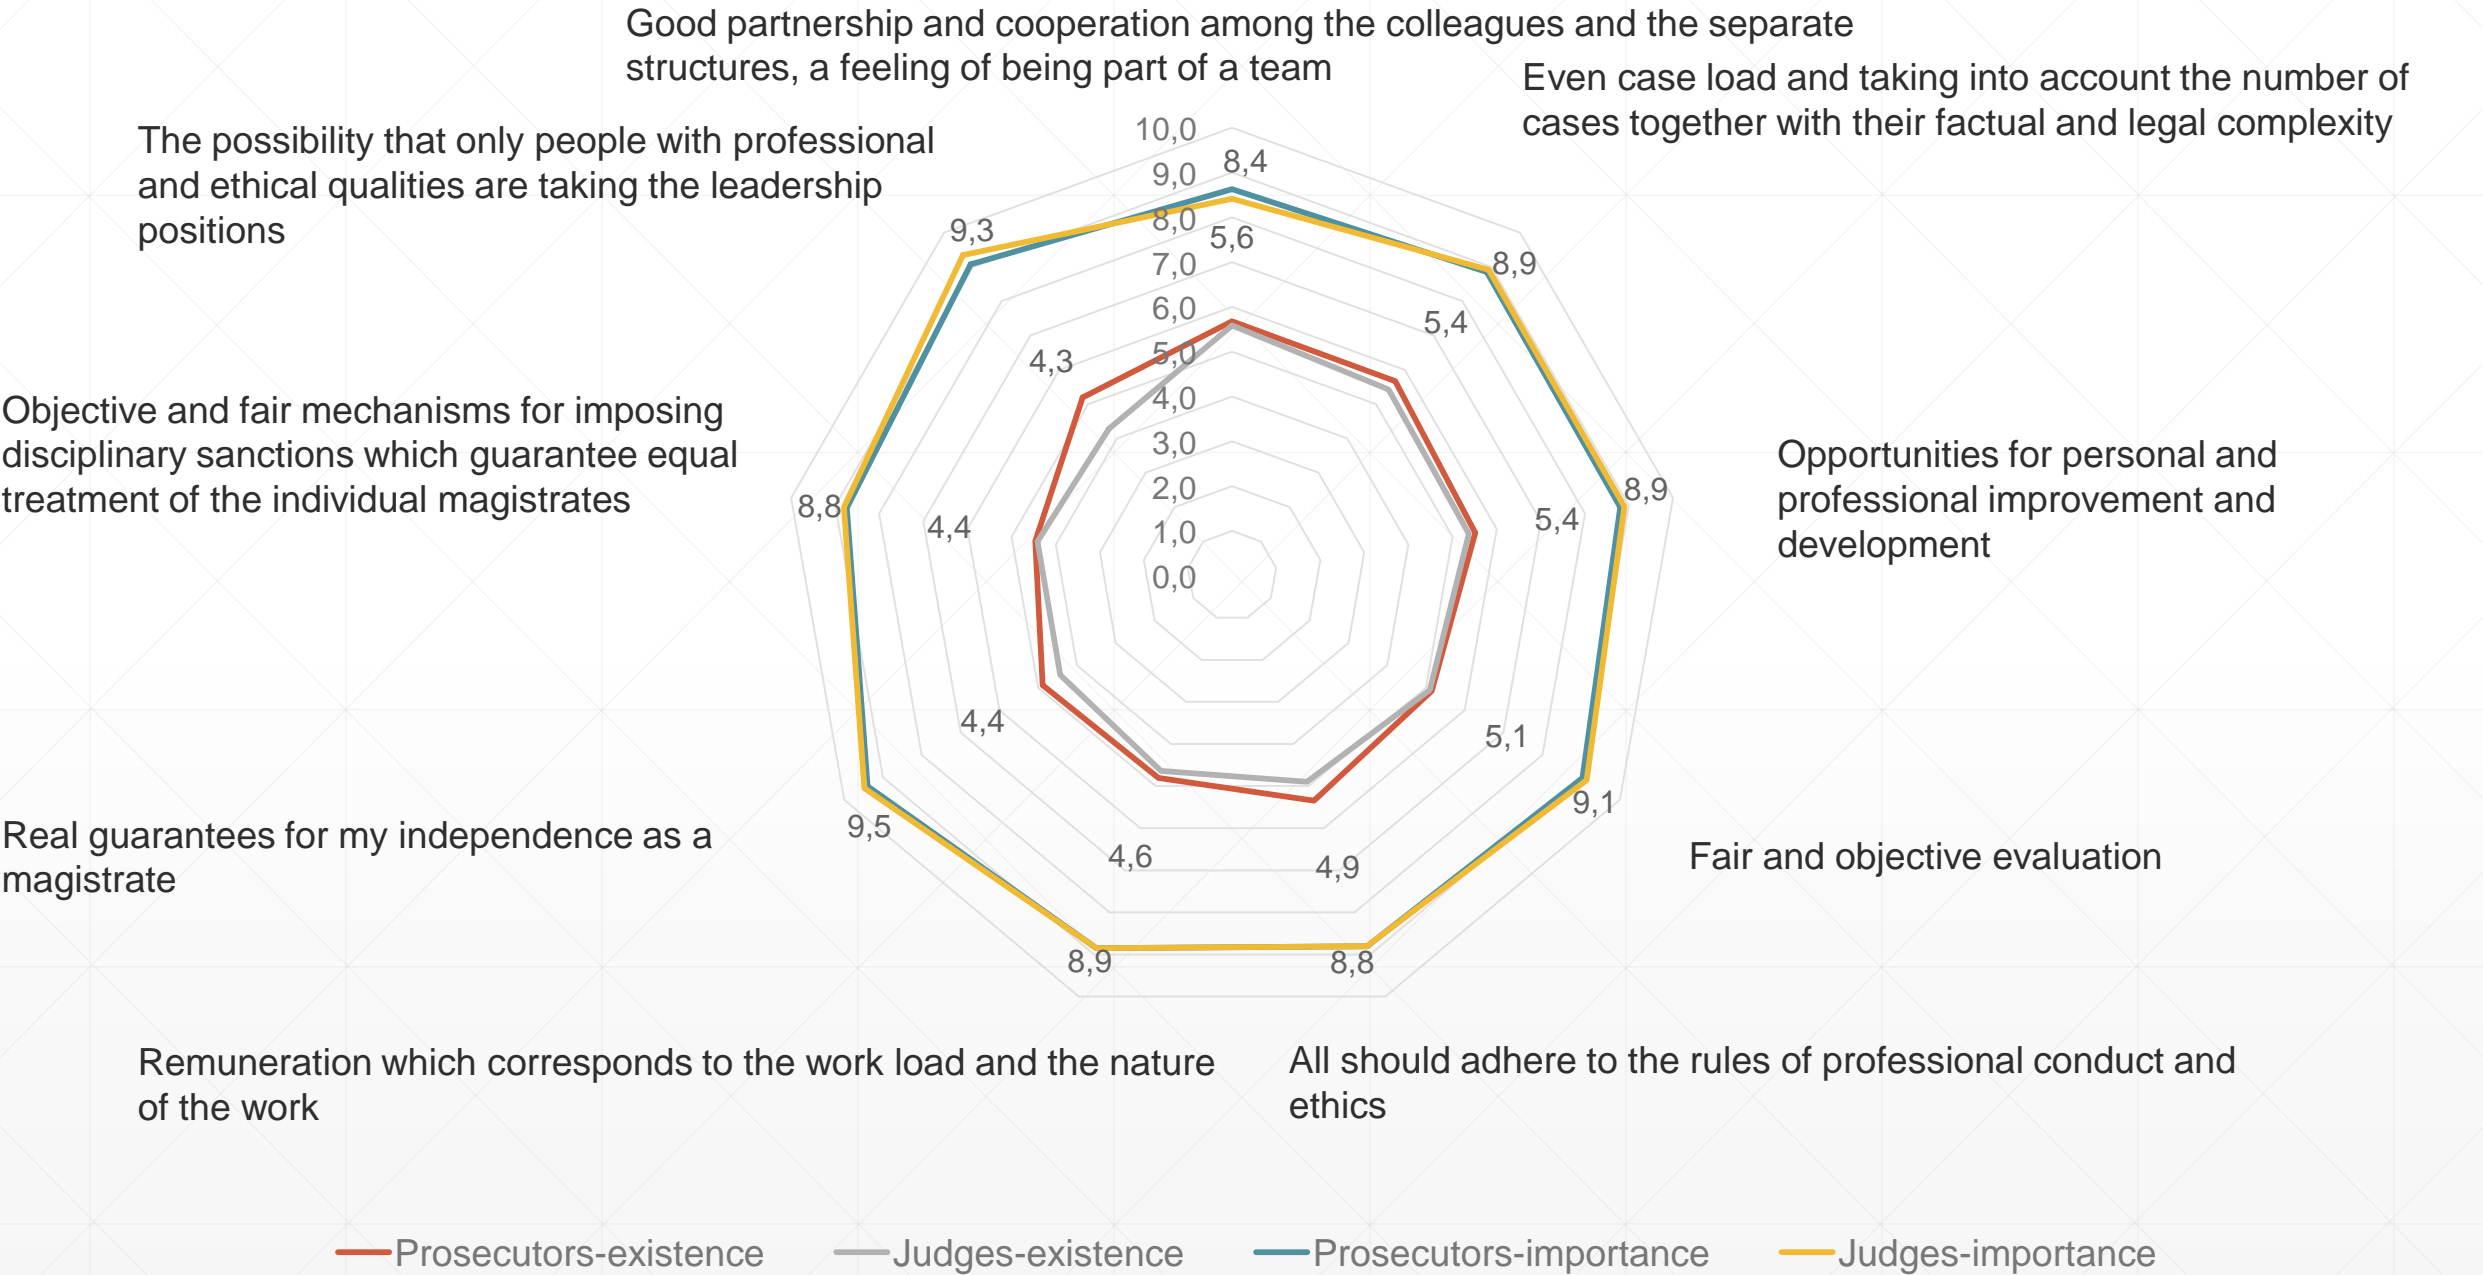 Good partnership and cooperation among the colleagues and the separate
structures, a feeling of being part of a team
Even case load and taking into account the number of
cases together with their factual and legal complexity
The possibility that only people with professional
and ethical qualities are taking the leadership
positions
10,0
9,0
8,0
7,0
6,0
5,0
4,0
3,0
2,0
1,0
0,0
8,4
5,6
8,9
5,4
9,3
4,3
Objective and fair mechanisms for imposing
disciplinary sanctions which guarantee equal
treatment of the individual magistrates
8,8
4,4
8,9
5,4
Opportunities for personal and
professional improvement and
development
4,4
9,5
5,1
9,1
Real guarantees for my independence as a
magistrate
4,6
8,9
4,9
8,8
Fair and objective evaluation
Remuneration which corresponds to the work load and the nature
of the work
All should adhere to the rules of professional conduct and
ethics
Prosecutors-existence
Judges-existence
Prosecutors-importance
Judges-importance